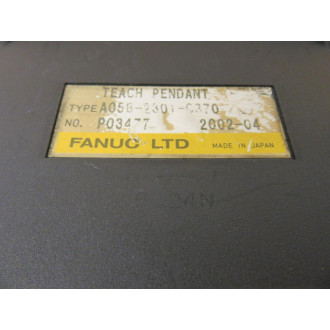 TEACH PENDANT
TYPE A05B-2301-C370
NO. P03477 2002-04
FANUC LTD MADE IN JAPAN